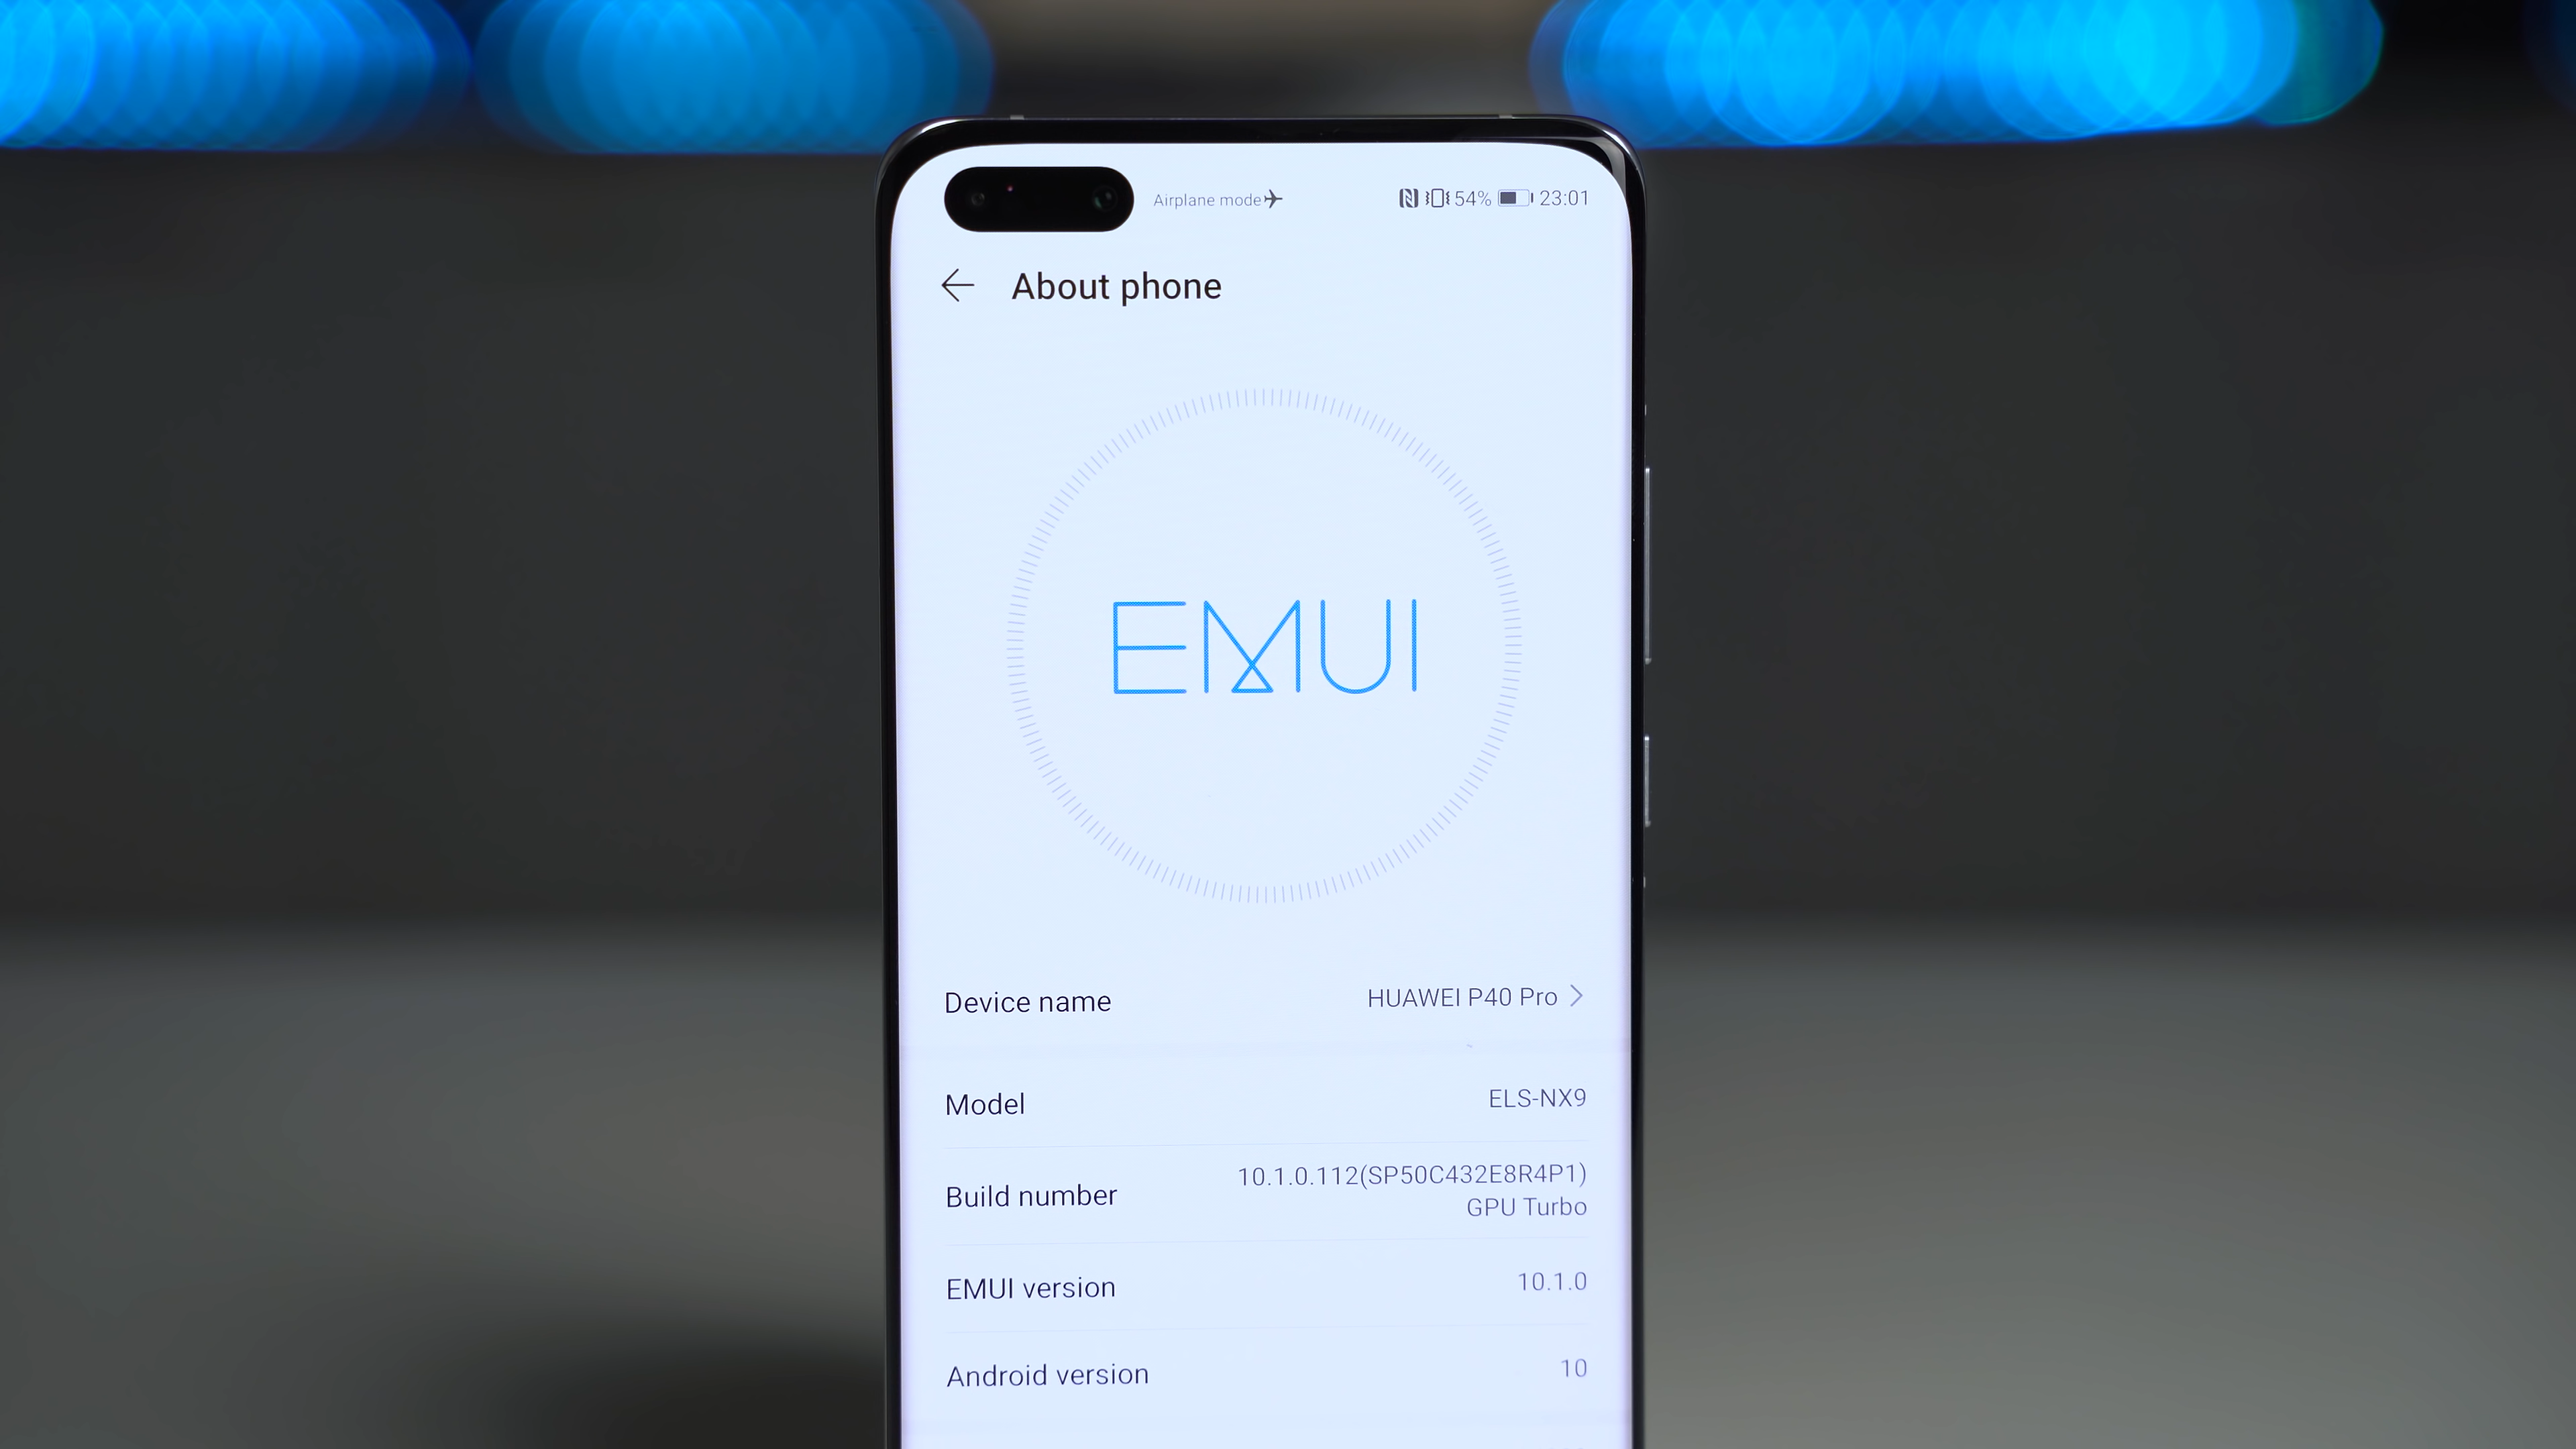 Airplane mode 54% 23:01
About phone
EMUI
Device name HUAWEI P40 Pro
Model ELS-NX9
Build number 10.1.0.112(SP50C432E8R4P1)
GPU Turbo
EMUI version 10.1.0
Android version 10